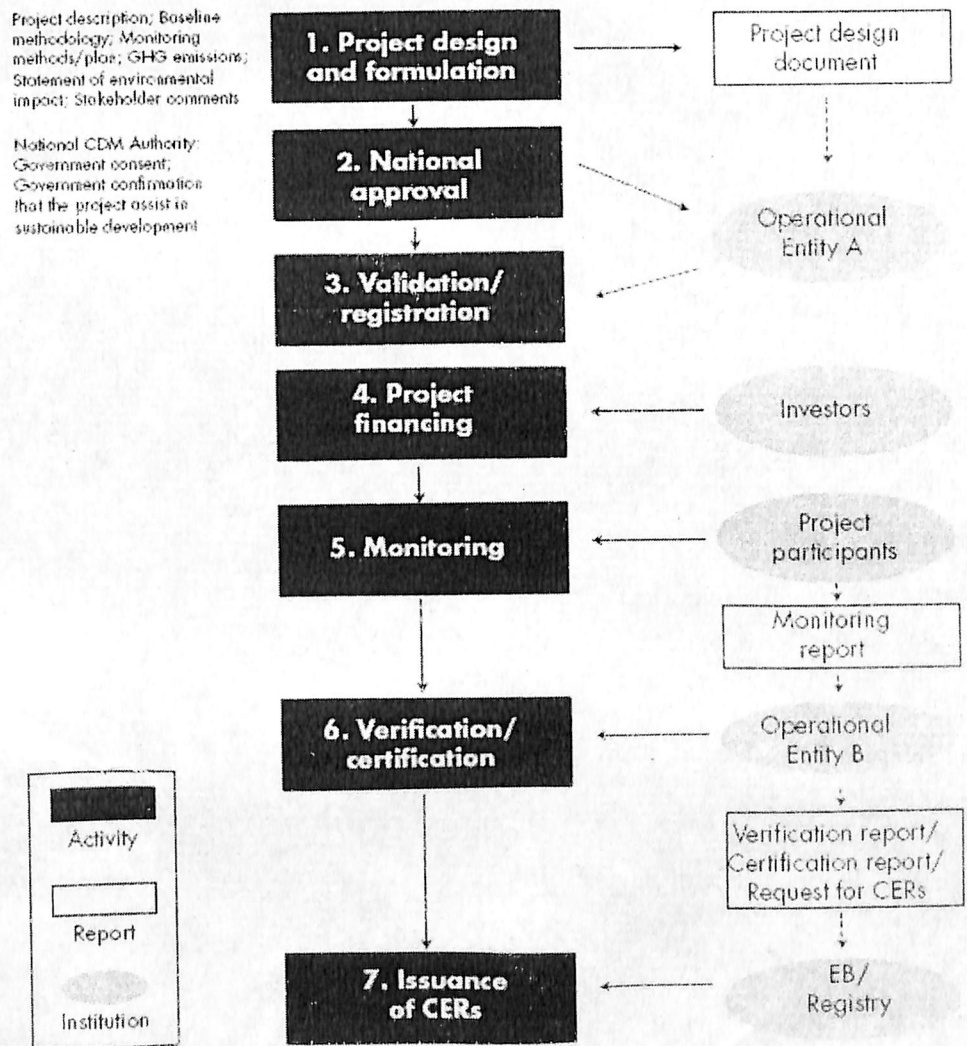 Project description; Baseline
methodology; Monitoring
methods/plan; GHG emissions;
Statement of environmental
impact; Stakeholder comments
National CDM Authority:
Government consent;
Government confirmation
that the project assist in
sustainable development
1. Project design
and formulation
Project design
document
2. National
approval
Operational
Entity A
3. Validation/
registration
4. Project
financing
Investors
5. Monitoring
Project
participants
Monitoring
report
6. Verification/
certification
Operational
Entity B
Verification report/
Certification report/
Request for CERs
7. Issuance
of CERs
EB/
Registry
Activity
Report
Institution